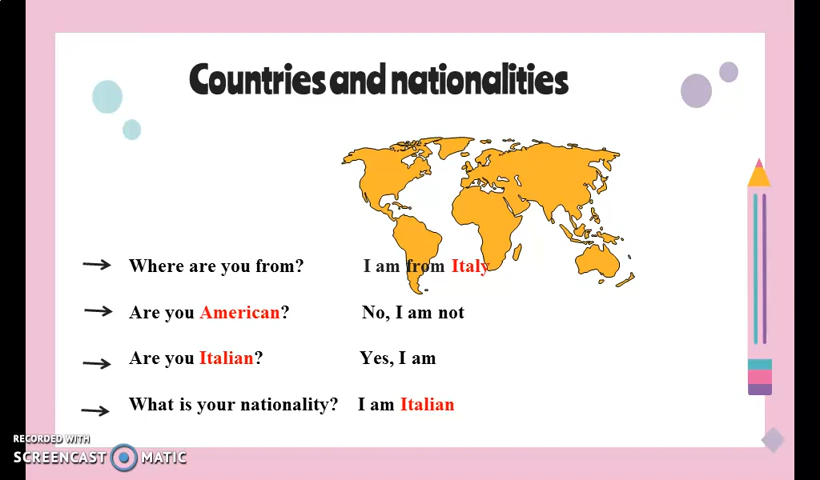 Countries and nationalities
Where are you from? I am from Italy
Are you American? No, I am not
Are you Italian? Yes, I am
What is your nationality? I am Italian
RECORDED WITH
SCREENCAST MATIC